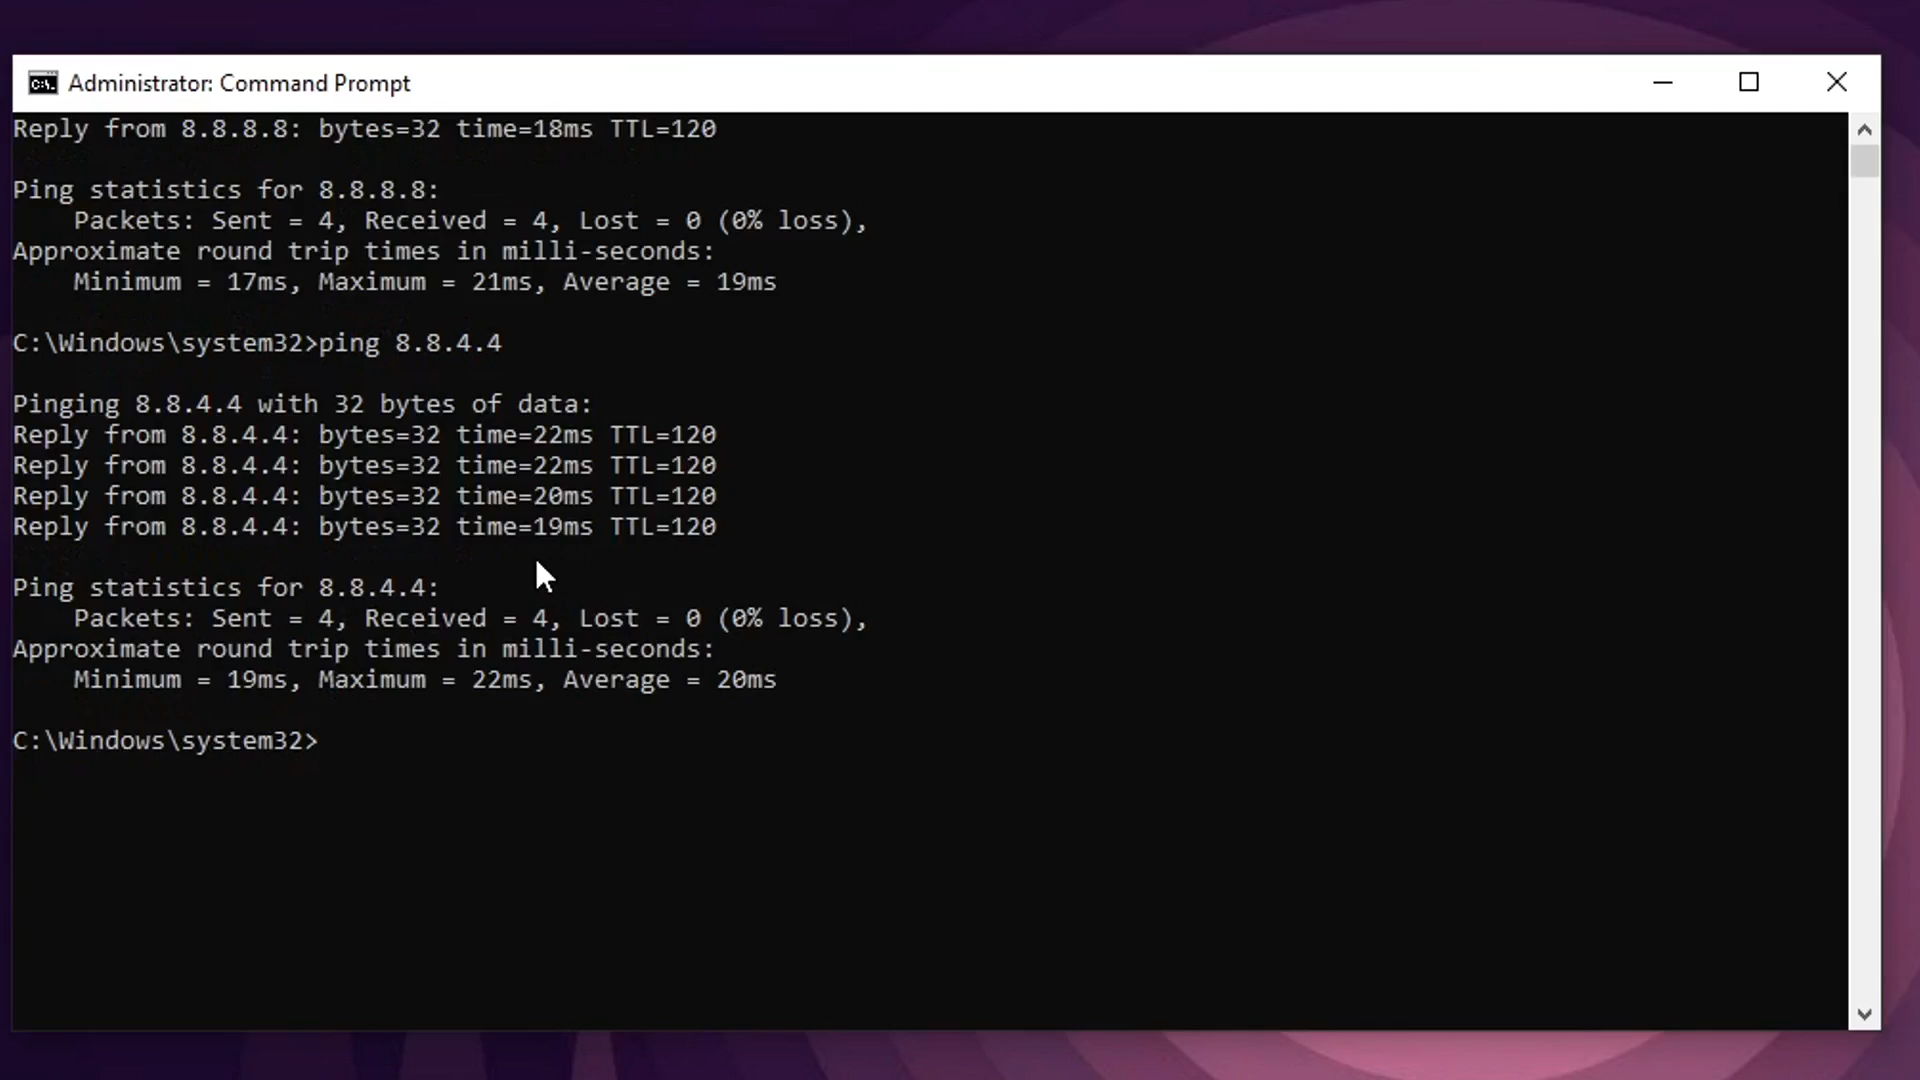 Administrator: Command Prompt
Reply from 8.8.8.8: bytes=32 time=18ms TTL=120
Ping statistics for 8.8.8.8:
Packets: Sent = 4, Received = 4, Lost = 0 (0% loss),
Approximate round trip times in milli-seconds:
Minimum = 17ms, Maximum = 21ms, Average = 19ms
C:\Windows\system32>ping 8.8.4.4
Pinging 8.8.4.4 with 32 bytes of data:
Reply from 8.8.4.4: bytes=32 time=22ms TTL=120
Reply from 8.8.4.4: bytes=32 time=22ms TTL=120
Reply from 8.8.4.4: bytes=32 time=20ms TTL=120
Reply from 8.8.4.4: bytes=32 time=19ms TTL=120
Ping statistics for 8.8.4.4:
Packets: Sent = 4, Received = 4, Lost = 0 (0% loss),
Approximate round trip times in milli-seconds:
Minimum = 19ms, Maximum = 22ms, Average = 20ms
C:\Windows\system32>